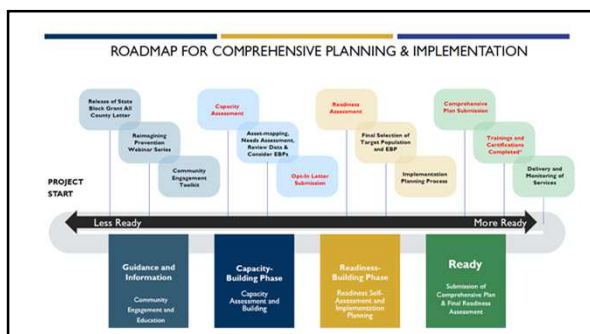 ROADMAP FOR COMPREHENSIVE PLANNING & IMPLEMENTATION
Release of State
Block Grant All
County Letter
Reimagining
Prevention
Webinar Series
Community
Engagement
Toolkit
Capacity
Assessment
Asset-mapping,
Needs Assessment,
Review Data &
Consider EBPs
Opt-In Letter
Submission
Readiness
Assessment
Final Selection of
Target Population
and EBP
Implementation
Planning Process
Comprehensive
Plan Submission
Trainings and
Certifications
Completed*
Delivery and
Monitoring of
Services
PROJECT
START
Less Ready
More Ready
Guidance and
Information
Community
Engagement and
Education
Capacity-
Building Phase
Capacity
Assessment and
Building
Readiness-
Building Phase
Readiness Self-
Assessment and
Implementation
Planning
Ready
Submission of
Comprehensive Plan
& Final Readiness
Assessment